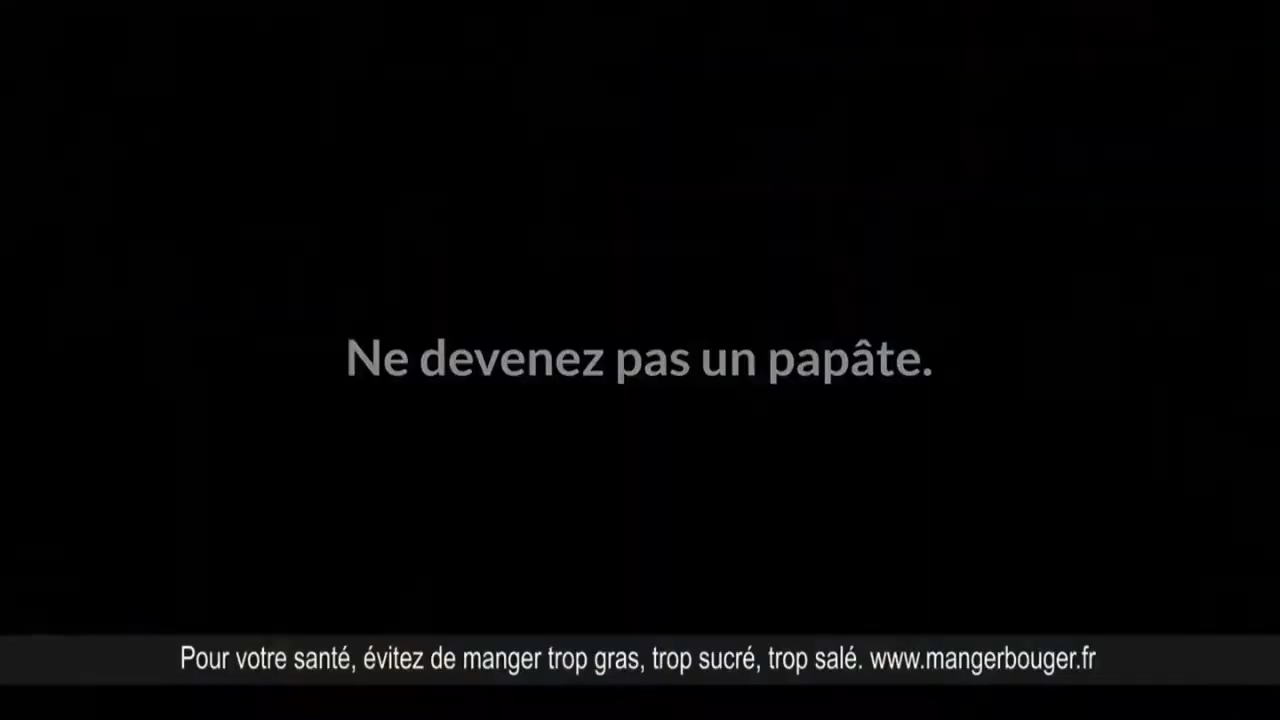 Ne devenez pas un papâte.
Pour votre santé, évitez de manger trop gras, trop sucré, trop salé. www.mangerbouger.fr